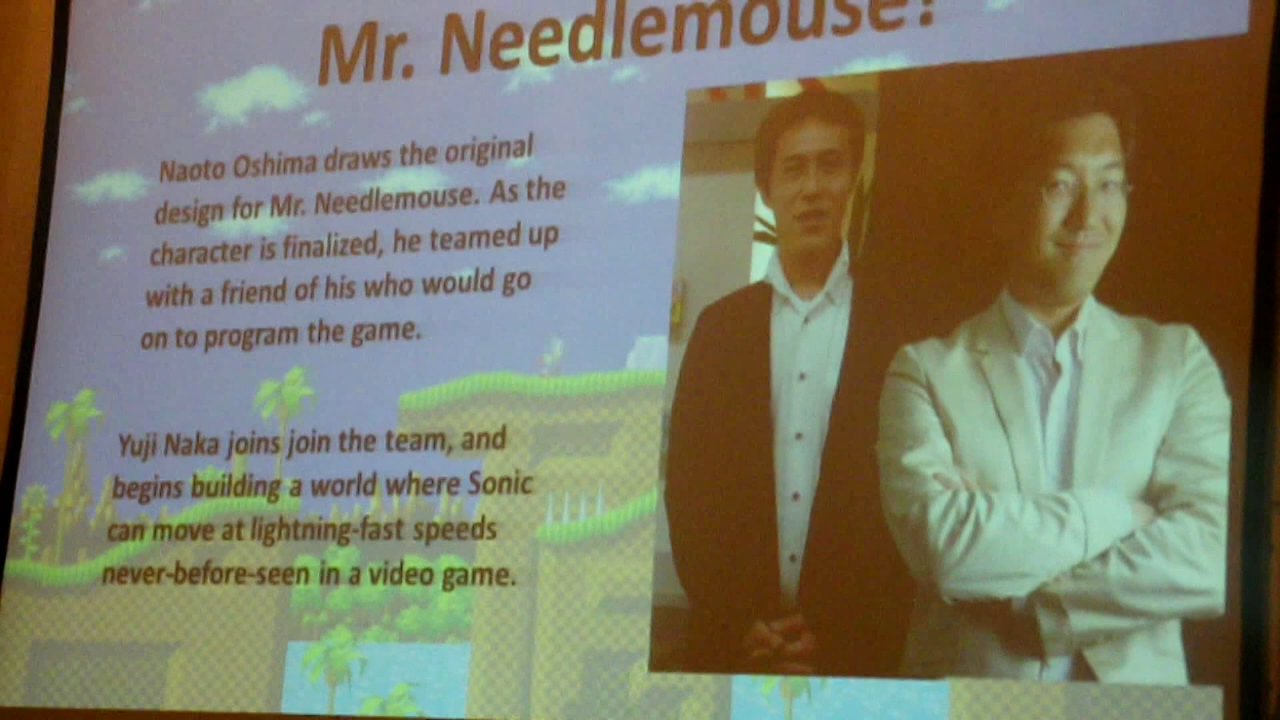 Mr. Needlemouse?
Naoto Oshima draws the original
design for Mr. Needlemouse. As the
character is finalized, he teamed up
with a friend of his who would go
on to program the game.
Yuji Naka joins join the team, and
begins building a world where Sonic
can move at lightning-fast speeds
never-before-seen in a video game.